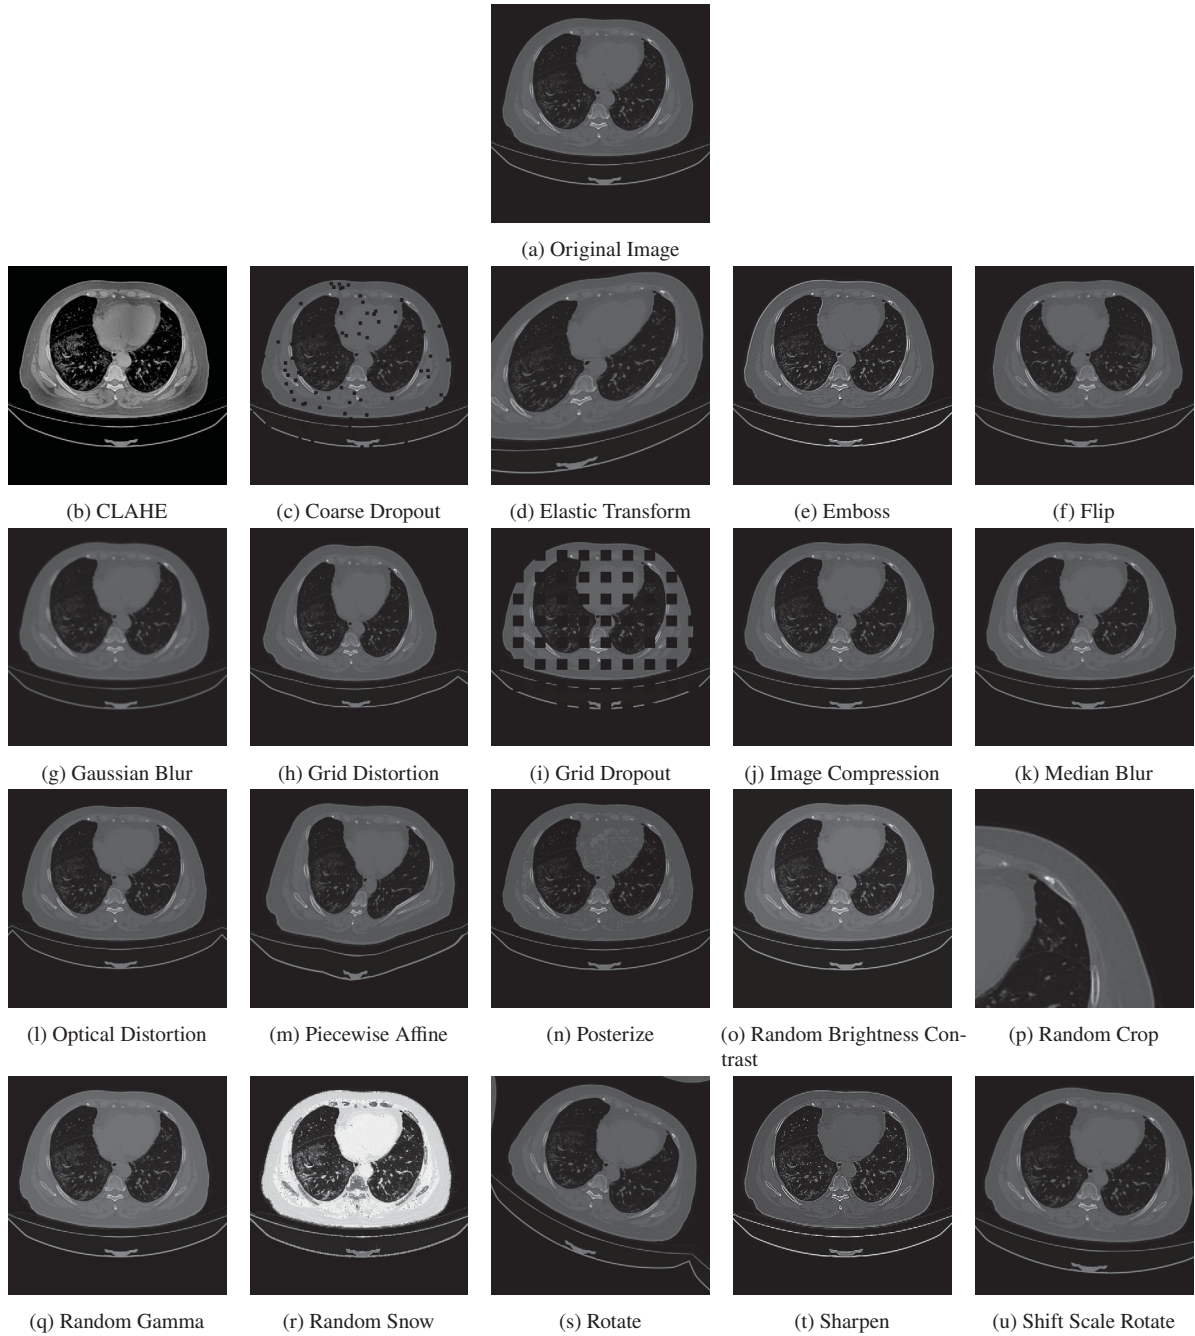 (a) Original Image
(b) CLAHE
(c) Coarse Dropout
(d) Elastic Transform
(e) Emboss
(f) Flip
(g) Gaussian Blur
(h) Grid Distortion
(i) Grid Dropout
(j) Image Compression
(k) Median Blur
(l) Optical Distortion
(m) Piecewise Affine
(n) Posterize
(o) Random Brightness Con-
trast
(p) Random Crop
(q) Random Gamma
(r) Random Snow
(s) Rotate
(t) Sharpen
(u) Shift Scale Rotate